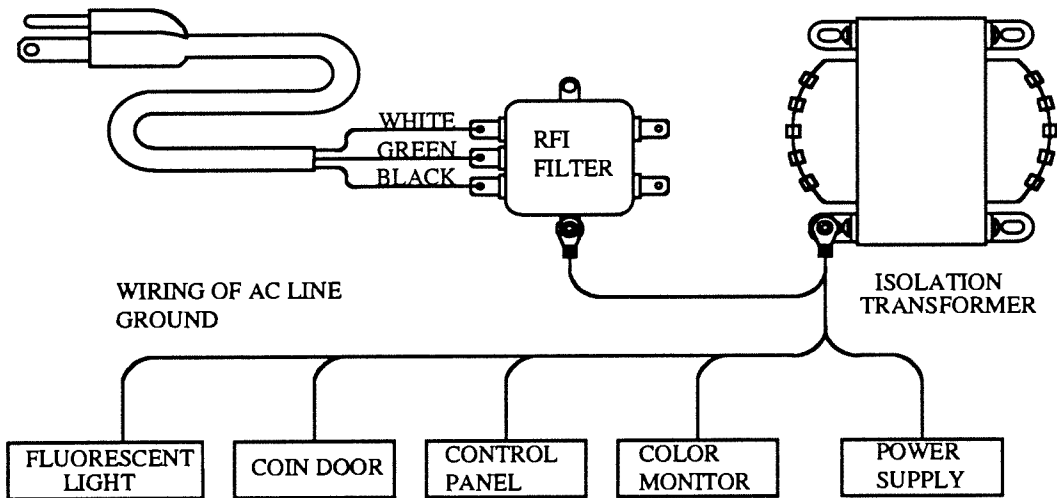 WHITE
GREEN
BLACK
RFI
FILTER
WIRING OF AC LINE
GROUND
ISOLATION
TRANSFORMER
FLUORESCENT
LIGHT
COIN DOOR
CONTROL
PANEL
COLOR
MONITOR
POWER
SUPPLY